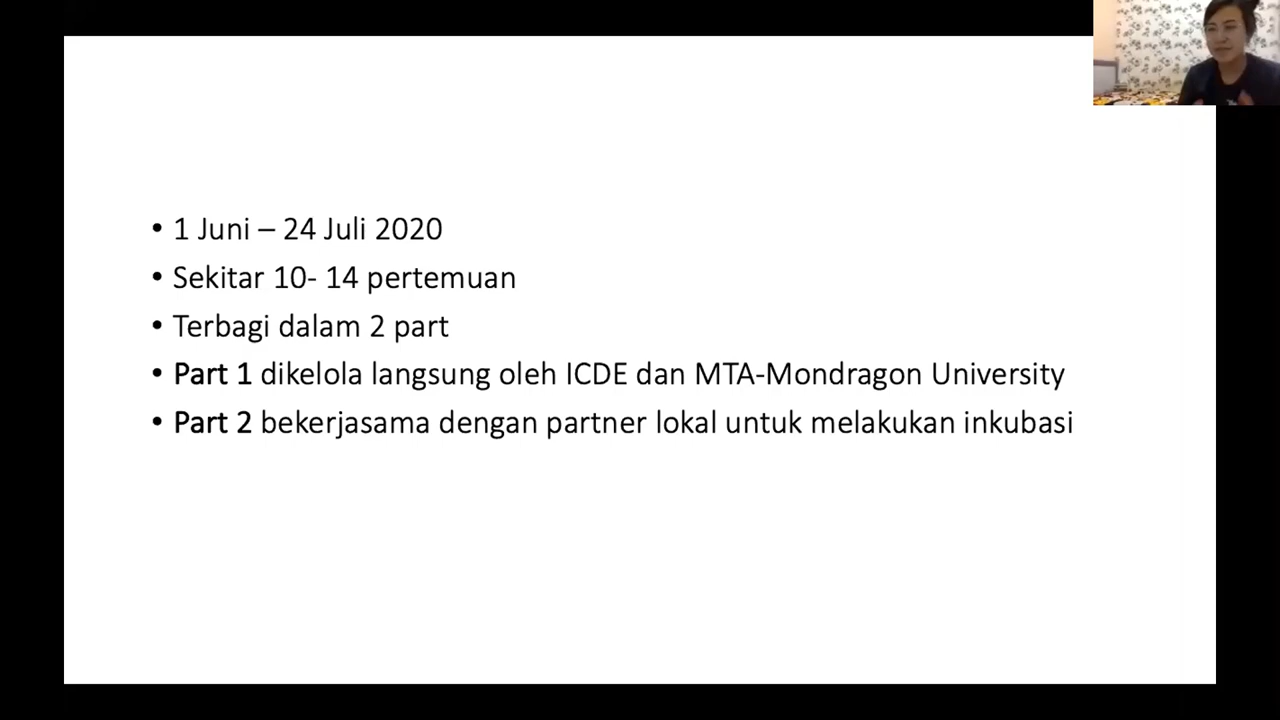 • 1 Juni – 24 Juli 2020
• Sekitar 10- 14 pertemuan
• Terbagi dalam 2 part
• Part 1 dikelola langsung oleh ICDE dan MTA-Mondragon University
• Part 2 bekerjasama dengan partner lokal untuk melakukan inkubasi